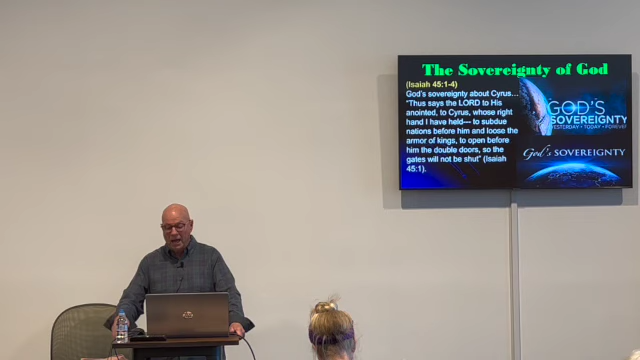 The Sovereignty of God
(Isaiah 45:1-4)
God's sovereignty about Cyrus...
"Thus says the LORD to His
anointed, to Cyrus, whose right
hand I have held— to subdue
nations before him and loose the
armor of kings, to open before
him the double doors, so the
gates will not be shut" (Isaiah
45:1).
GOD'S
SOVEREIGNTY
YESTERDAY • TODAY • FOREVER
God's SOVEREIGNTY